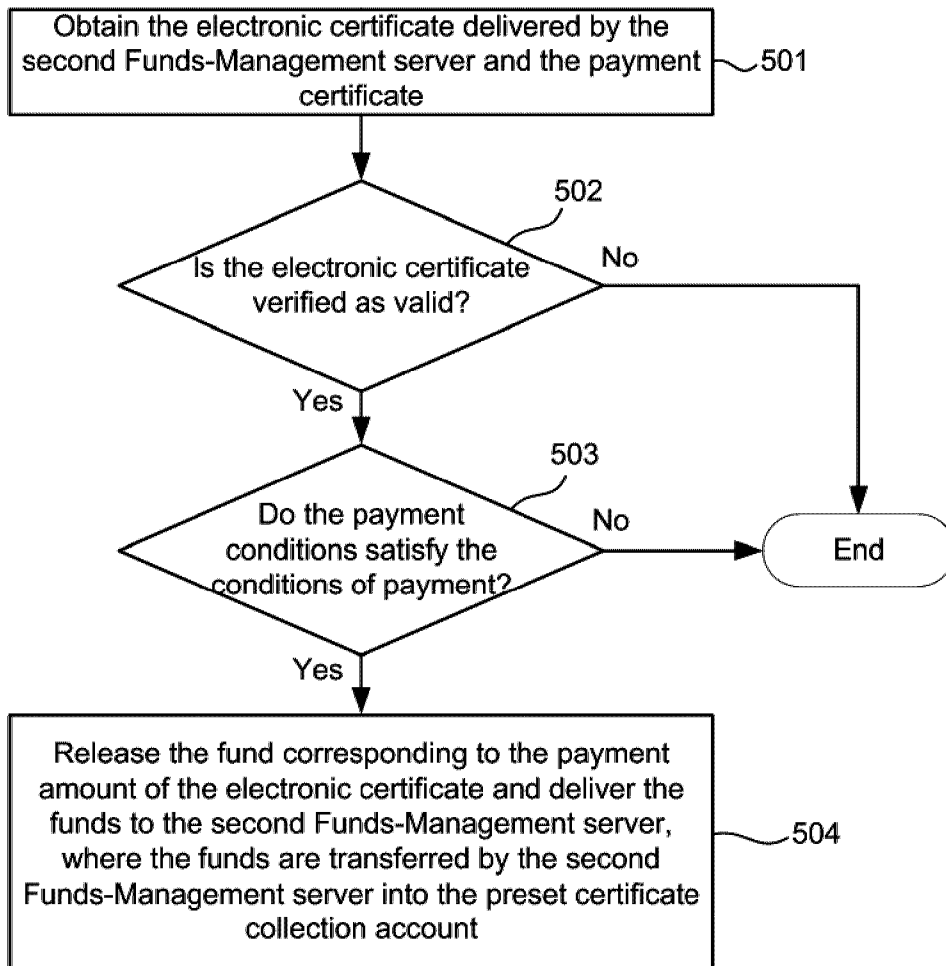 Obtain the electronic certificate delivered by the
second Funds-Management server and the payment
certificate
501
502
Is the electronic certificate
verified as valid?
No
Yes
503
Do the payment
conditions satisfy the
conditions of payment?
No
End
Yes
Release the fund corresponding to the payment
amount of the electronic certificate and deliver the
funds to the second Funds-Management server,
where the funds are transferred by the second
Funds-Management server into the preset certificate
collection account
504